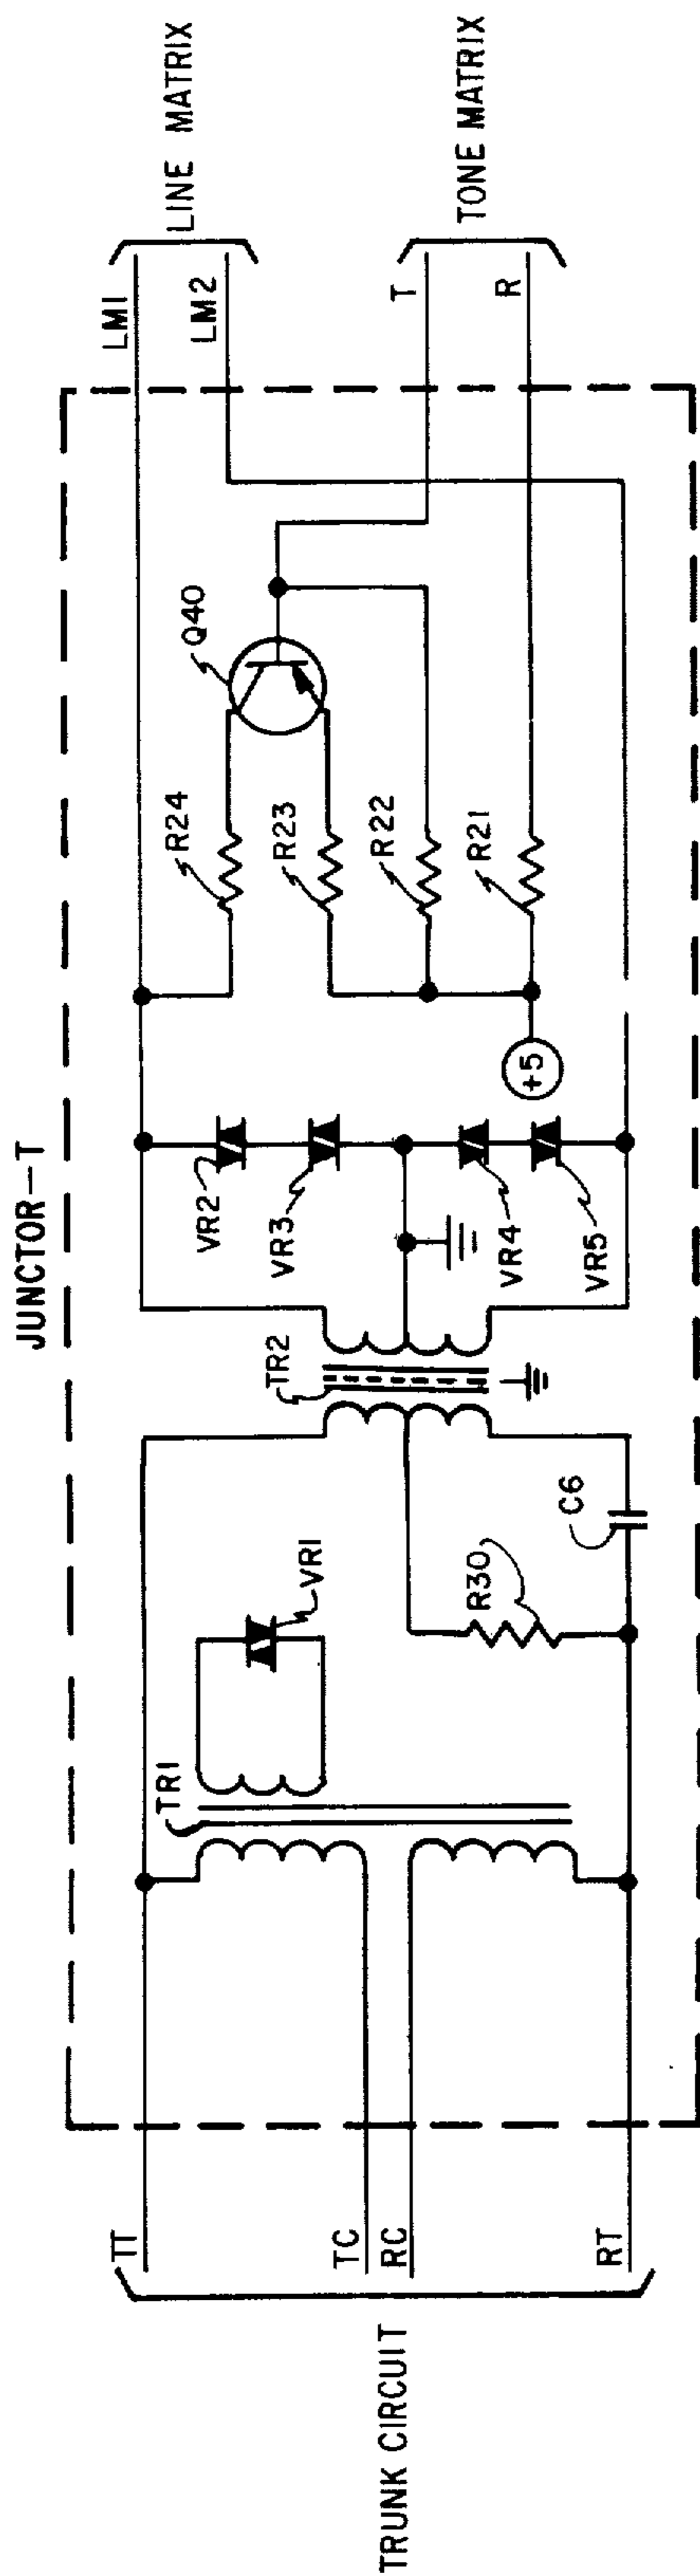 JUNCTOR-T
TRUNK CIRCUIT
TT
TC
RC
RT
TR1
VR1
R30
C6
TR2
VR2
VR3
VR4
VR5
+5
R24
R23
R22
R21
Q40
LM1
LM2
T
R
LINE MATRIX
TONE MATRIX